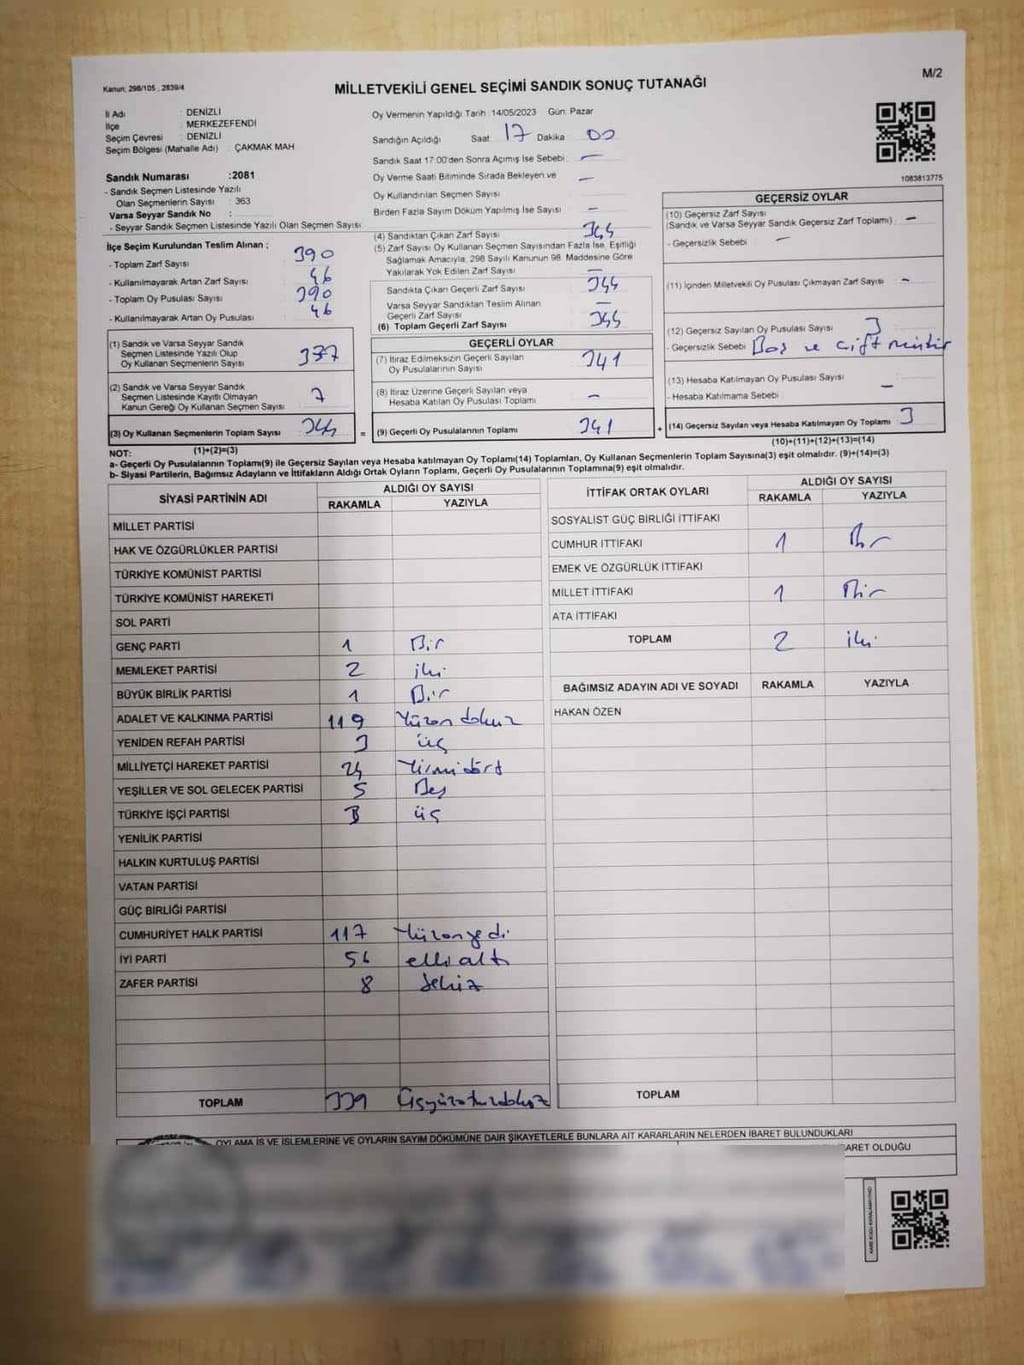 Kanun: 298/105 , 2839/4
MİLLETVEKİLİ GENEL SEÇİMİ SANDIK SONUÇ TUTANAĞI
M/2
İl Adı : DENİZLİ
İlçe : MERKEZEFENDİ
Seçim Çevresi : DENİZLİ
Seçim Bölgesi (Mahalle Adı) : ÇAKMAK MAH
Sandık Numarası :2081
- Sandık Seçmen Listesinde Yazılı
Olan Seçmenlerin Sayısı : 363
Varsa Seyyar Sandık No :
- Seyyar Sandık Seçmen Listesinde Yazılı Olan Seçmen Sayısı :
İlçe Seçim Kurulundan Teslim Alınan ;
- Toplam Zarf Sayısı 390
- Kullanılmayarak Artan Zarf Sayısı 46
- Toplam Oy Pusulası Sayısı 390
- Kullanılmayarak Artan Oy Pusulası 46
(1) Sandık ve Varsa Seyyar Sandık
Seçmen Listesinde Yazılı Olup
Oy Kullanan Seçmenlerin Sayısı 337
(2) Sandık ve Varsa Seyyar Sandık
Seçmen Listesinde Kayıtlı Olmayan
Kanun Gereği Oy Kullanan Seçmen Sayısı 7
(3) Oy Kullanan Seçmenlerin Toplam Sayısı 344
(1)+(2)=(3)
Oy Vermenin Yapıldığı Tarih :14/05/2023 Gün: Pazar
Sandığın Açıldığı Saat 17 Dakika 00
Sandık Saat 17:00'den Sonra Açımış İse Sebebi : —
Oy Verme Saati Bitiminde Sırada Bekleyen ve —
Oy Kullandırılan Seçmen Sayısı
Birden Fazla Sayım Döküm Yapılmış İse Sayısı —
(4) Sandıktan Çıkan Zarf Sayısı 344
(5) Zarf Sayısı Oy Kullanan Seçmen Sayısından Fazla İse, Eşitliği
Sağlamak Amacıyla, 298 Sayılı Kanunun 98. Maddesine Göre
Yakılarak Yok Edilen Zarf Sayısı —
Sandıkta Çıkan Geçerli Zarf Sayısı 344
Varsa Seyyar Sandıktan Teslim Alınan
Geçerli Zarf Sayısı —
(6) Toplam Geçerli Zarf Sayısı 344
GEÇERLİ OYLAR
(7) İtiraz Edilmeksizin Geçerli Sayılan
Oy Pusulalarının Sayısı 341
(8) İtiraz Üzerine Geçerli Sayılan veya
Hesaba Katılan Oy Pusulası Toplamı —
= (9) Geçerli Oy Pusulalarının Toplamı 341
1083813775
GEÇERSİZ OYLAR
(10) Geçersiz Zarf Sayısı
(Sandık ve Varsa Seyyar Sandık Geçersiz Zarf Toplamı) —
- Geçersizlik Sebebi —
(11) İçinden Milletvekili Oy Pusulası Çıkmayan Zarf Sayısı —
(12) Geçersiz Sayılan Oy Pusulası Sayısı 3
- Geçersizlik Sebebi Boş ve çift mühür
(13) Hesaba Katılmayan Oy Pusulası Sayısı —
- Hesaba Katılmama Sebebi
+ (14) Geçersiz Sayılan veya Hesaba Katılmayan Oy Toplamı 3
(10)+(11)+(12)+(13)=(14)
NOT:
a- Geçerli Oy Pusulalarının Toplamı(9) ile Geçersiz Sayılan veya Hesaba Katılmayan Oy Toplamı(14) Toplamları, Oy Kullanan Seçmenlerin Toplam Sayısına(3) eşit olmalıdır. (9)+(14)=(3)
b- Siyasi Partilerin, Bağımsız Adayların ve İttifakların Aldığı Ortak Oyların Toplamı, Geçerli Oy Pusulalarının Toplamına(9) eşit olmalıdır.
SİYASİ PARTİNİN ADI
ALDIĞI OY SAYISI
RAKAMLA YAZIYLA
MİLLET PARTİSİ
HAK VE ÖZGÜRLÜKLER PARTİSİ
TÜRKİYE KOMÜNİST PARTİSİ
TÜRKİYE KOMÜNİST HAREKETİ
SOL PARTİ
GENÇ PARTİ 1 Bir
MEMLEKET PARTİSİ 2 iki
BÜYÜK BİRLİK PARTİSİ 1 Bir
ADALET VE KALKINMA PARTİSİ 119 Yüzondokuz
YENİDEN REFAH PARTİSİ 3 üç
MİLLİYETÇİ HAREKET PARTİSİ 24 Yirmidört
YEŞİLLER VE SOL GELECEK PARTİSİ 5 Beş
TÜRKİYE İŞÇİ PARTİSİ 3 üç
YENİLİK PARTİSİ
HALKIN KURTULUŞ PARTİSİ
VATAN PARTİSİ
GÜÇ BİRLİĞİ PARTİSİ
CUMHURİYET HALK PARTİSİ 117 Yüzonyedi
İYİ PARTİ 56 ellialtı
ZAFER PARTİSİ 8 Sekiz
TOPLAM 339 Üçyüzotuzdokuz
İTTİFAK ORTAK OYLARI
ALDIĞI OY SAYISI
RAKAMLA YAZIYLA
SOSYALİST GÜÇ BİRLİĞİ İTTİFAKI
CUMHUR İTTİFAKI 1 Bir
EMEK VE ÖZGÜRLÜK İTTİFAKI
MİLLET İTTİFAKI 1 Bir
ATA İTTİFAKI
TOPLAM 2 iki
BAĞIMSIZ ADAYIN ADI VE SOYADI RAKAMLA YAZIYLA
HAKAN ÖZEN
TOPLAM
OYLAMA İŞ VE İŞLEMLERİNE VE OYLARIN SAYIM DÖKÜMÜNE DAİR ŞİKAYETLERLE BUNLARA AİT KARARLARIN NELERDEN İBARET BULUNDUKLARI
BARET OLDUĞU